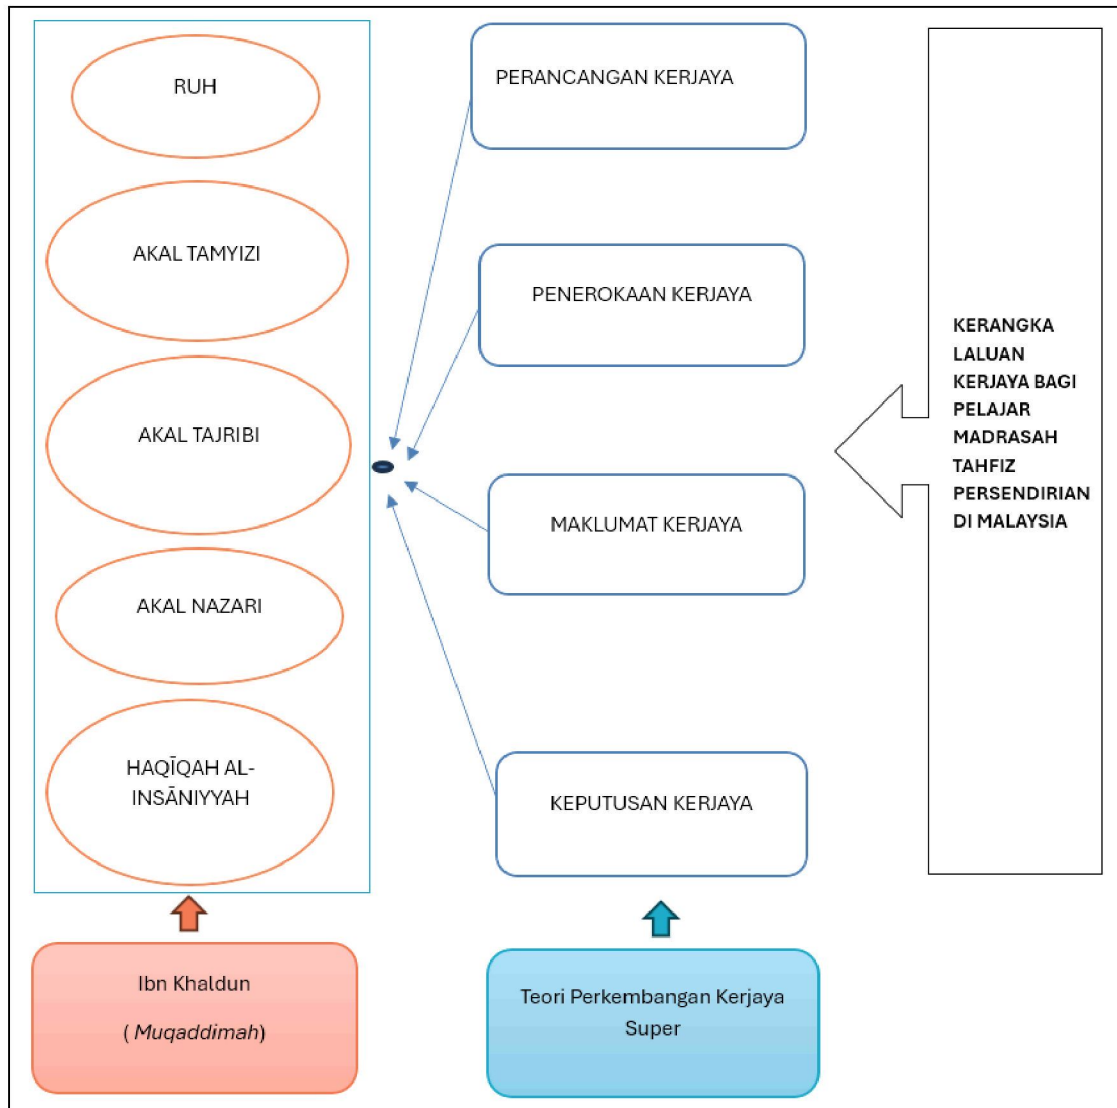 RUH
AKAL TAMYIZI
AKAL TAJRIBI
AKAL NAZARI
HAQĪQAH AL-
INSĀNIYYAH
Ibn Khaldun
( Muqaddimah)
PERANCANGAN KERJAYA
PENEROKAAN KERJAYA
MAKLUMAT KERJAYA
KEPUTUSAN KERJAYA
Teori Perkembangan Kerjaya
Super
KERANGKA
LALUAN
KERJAYA BAGI
PELAJAR
MADRASAH
TAHFIZ
PERSENDIRIAN
DI MALAYSIA